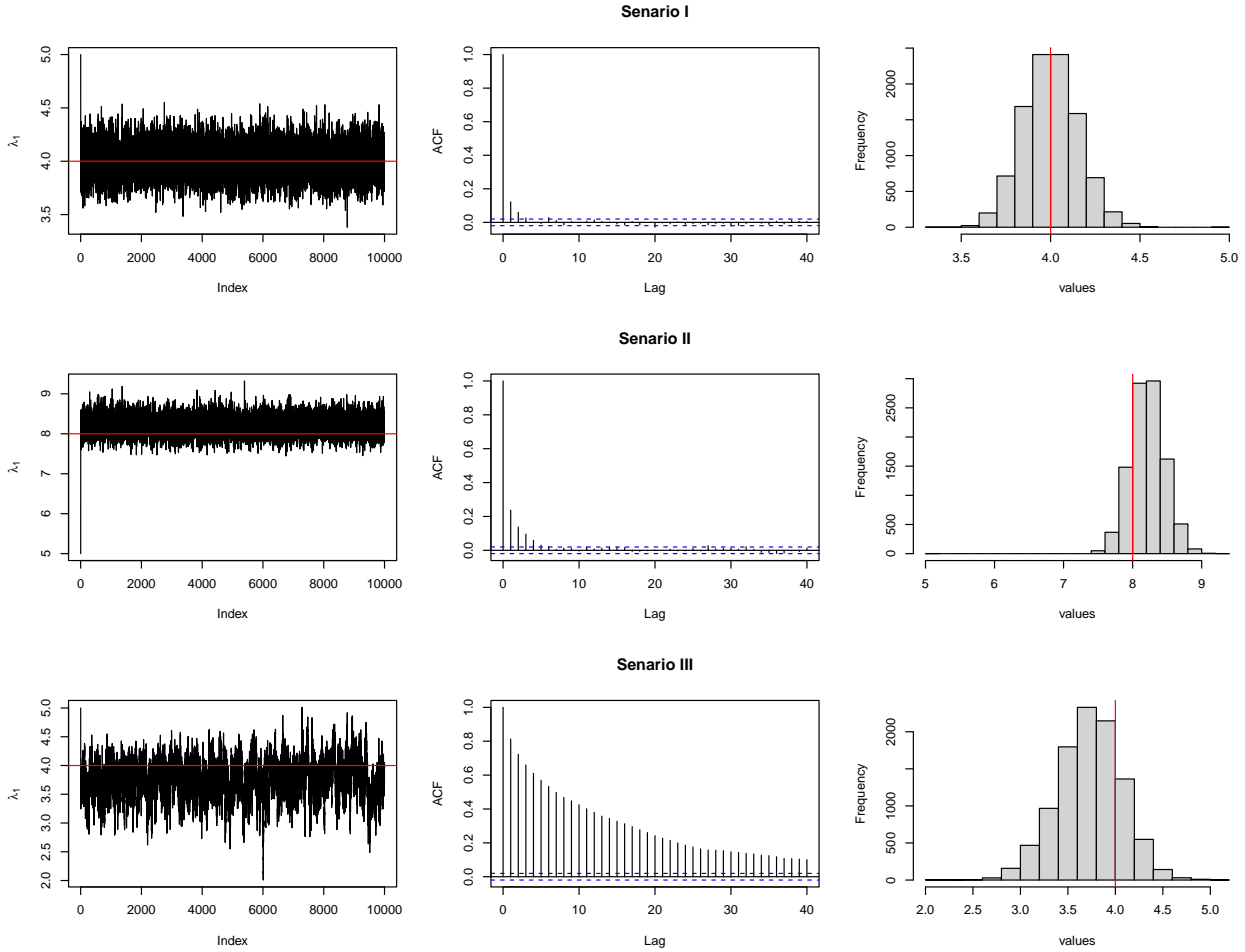 Senario I
λ1
3.5 4.0 4.5 5.0
0 2000 4000 6000 8000 10000
Index
ACF
0.0 0.2 0.4 0.6 0.8 1.0
0 10 20 30 40
Lag
Frequency
0 500 1000 2000
3.5 4.0 4.5 5.0
values
Senario II
λ1
5 6 7 8 9
0 2000 4000 6000 8000 10000
Index
ACF
0.0 0.2 0.4 0.6 0.8 1.0
0 10 20 30 40
Lag
Frequency
0 500 1500 2500
5 6 7 8 9
values
Senario III
λ1
2.0 2.5 3.0 3.5 4.0 4.5 5.0
0 2000 4000 6000 8000 10000
Index
ACF
0.0 0.2 0.4 0.6 0.8 1.0
0 10 20 30 40
Lag
Frequency
0 500 1000 2000
2.0 2.5 3.0 3.5 4.0 4.5 5.0
values